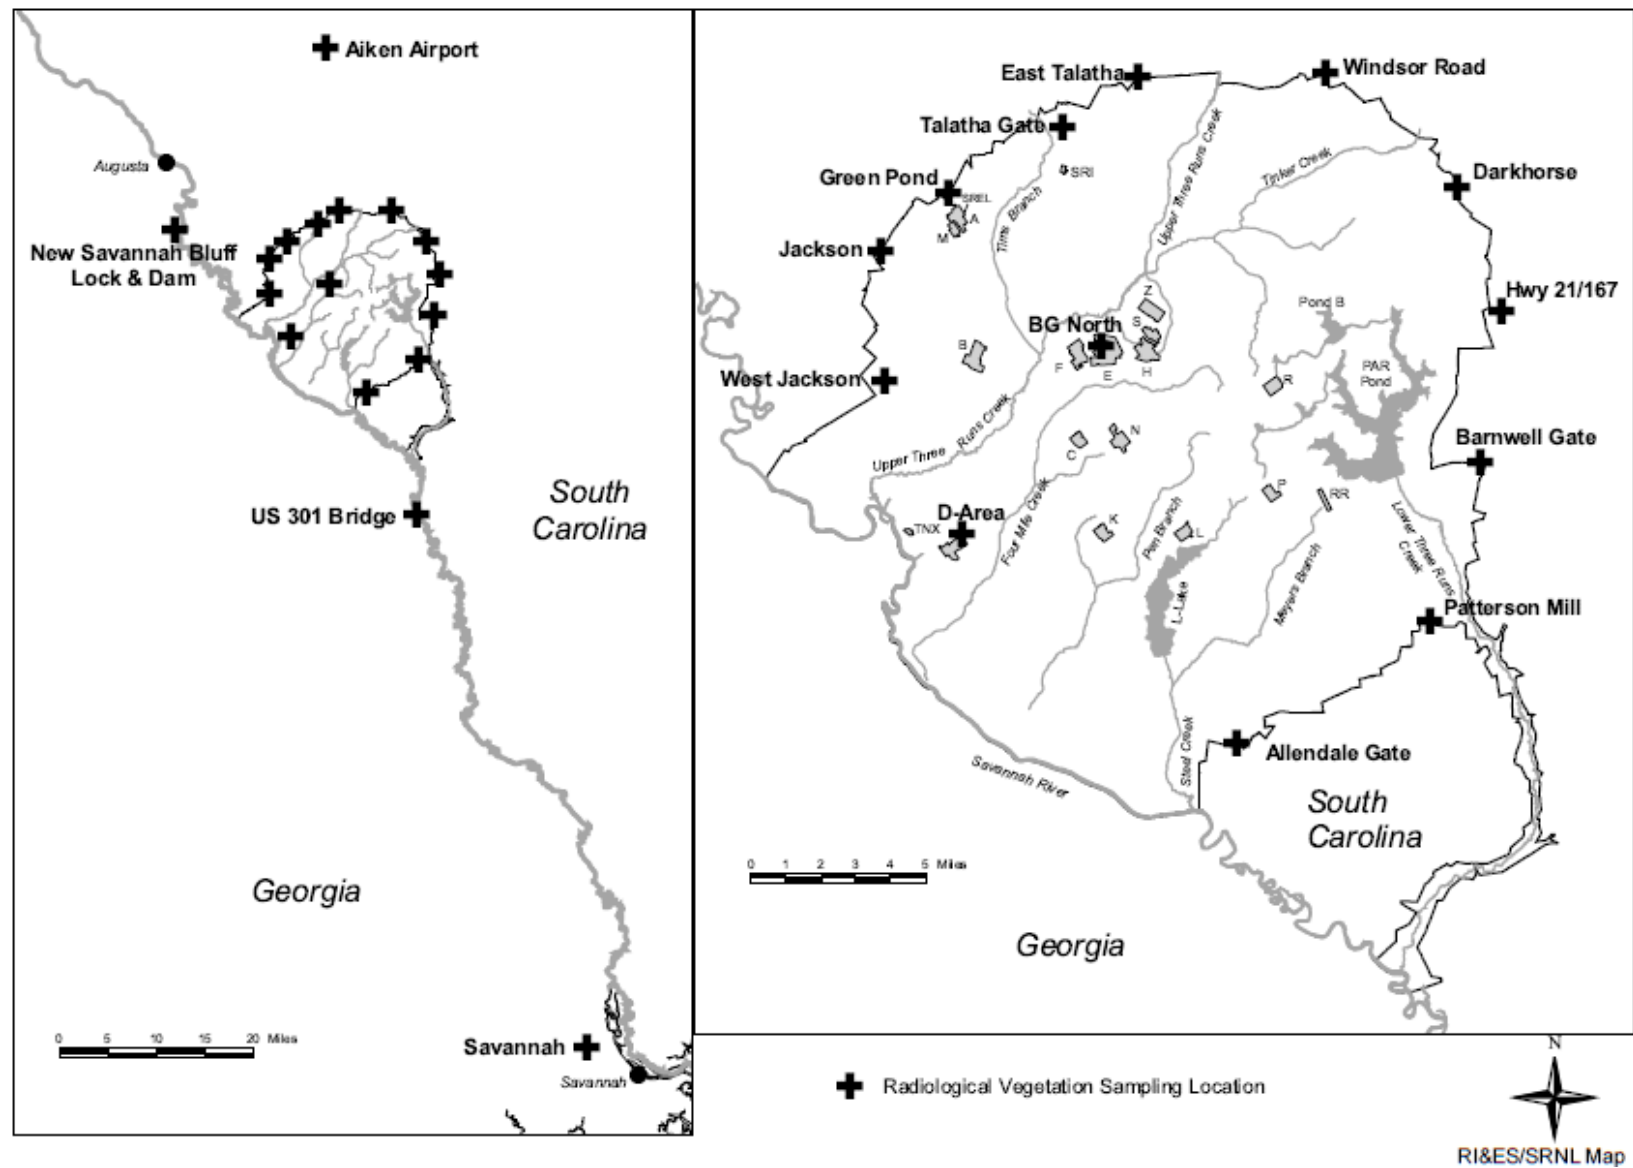 Aiken Airport
Augusta
New Savannah Bluff
Lock & Dam
South
Carolina
US 301 Bridge
Georgia
0 5 10 15 20 Miles
Savannah
Savannah
East Talatha
Windsor Road
Talatha Gate
Upper Three Runs Creek
Tinker Creek
SRI
Darkhorse
Green Pond
SREL
A
M
Tims Branch
Jackson
Z
Hwy 21/167
Pond B
S
BG North
B
F
E
H
PAR
Pond
R
West Jackson
Upper Three Runs Creek
C
N
Barnwell Gate
P
RR
D-Area
TNX
Four Mile Creek
K
Pen Branch
L
Lower Three Runs
Creek
L-Lake
Meyers Branch
Patterson Mill
Steel Creek
Allendale Gate
Savannah River
South
Carolina
0 1 2 3 4 5 Miles
Georgia
N
Radiological Vegetation Sampling Location
RI&ES/SRNL Map